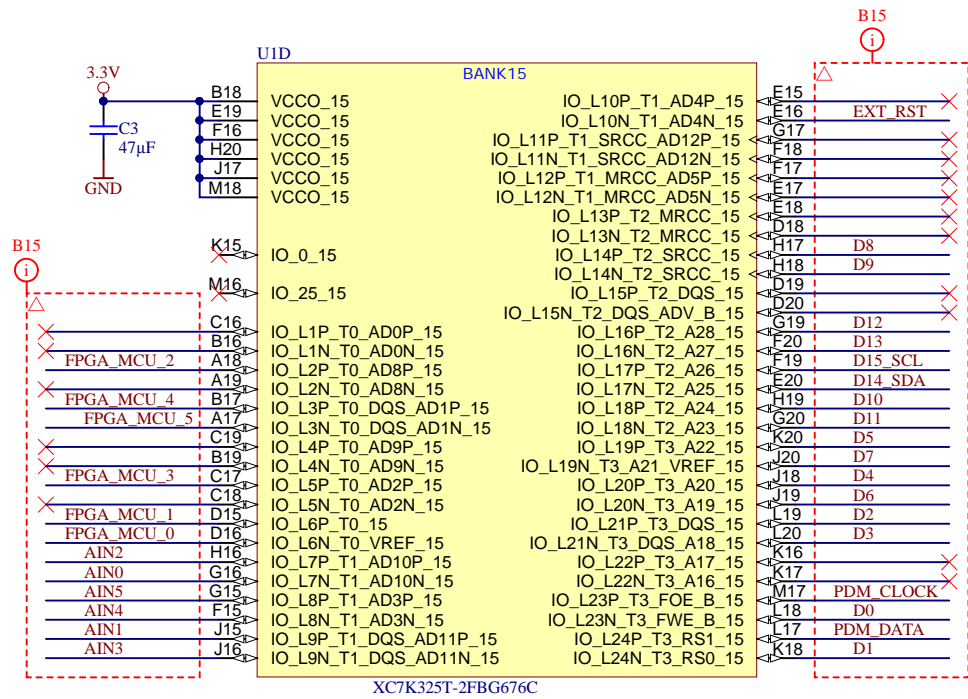 B15
i
U1D
BANK15
3.3V
C3
47µF
GND
B18 VCCO_15
E19 VCCO_15
F16 VCCO_15
H20 VCCO_15
J17 VCCO_15
M18 VCCO_15
K15 IO_0_15
M16 IO_25_15
B15
i
C16 IO_L1P_T0_AD0P_15
B16 IO_L1N_T0_AD0N_15
FPGA_MCU_2 A18 IO_L2P_T0_AD8P_15
A19 IO_L2N_T0_AD8N_15
FPGA_MCU_4 B17 IO_L3P_T0_DQS_AD1P_15
FPGA_MCU_5 A17 IO_L3N_T0_DQS_AD1N_15
C19 IO_L4P_T0_AD9P_15
B19 IO_L4N_T0_AD9N_15
FPGA_MCU_3 C17 IO_L5P_T0_AD2P_15
C18 IO_L5N_T0_AD2N_15
FPGA_MCU_1 D15 IO_L6P_T0_15
FPGA_MCU_0 D16 IO_L6N_T0_VREF_15
AIN2 H16 IO_L7P_T1_AD10P_15
AIN0 G16 IO_L7N_T1_AD10N_15
AIN5 G15 IO_L8P_T1_AD3P_15
AIN4 F15 IO_L8N_T1_AD3N_15
AIN1 J15 IO_L9P_T1_DQS_AD11P_15
AIN3 J16 IO_L9N_T1_DQS_AD11N_15
IO_L10P_T1_AD4P_15 E15
IO_L10N_T1_AD4N_15 E16 EXT_RST
IO_L11P_T1_SRCC_AD12P_15 G17
IO_L11N_T1_SRCC_AD12N_15 F18
IO_L12P_T1_MRCC_AD5P_15 F17
IO_L12N_T1_MRCC_AD5N_15 E17
IO_L13P_T2_MRCC_15 E18
IO_L13N_T2_MRCC_15 D18
IO_L14P_T2_SRCC_15 H17 D8
IO_L14N_T2_SRCC_15 H18 D9
IO_L15P_T2_DQS_15 D19
IO_L15N_T2_DQS_ADV_B_15 D20
IO_L16P_T2_A28_15 G19 D12
IO_L16N_T2_A27_15 F20 D13
IO_L17P_T2_A26_15 F19 D15_SCL
IO_L17N_T2_A25_15 E20 D14_SDA
IO_L18P_T2_A24_15 H19 D10
IO_L18N_T2_A23_15 G20 D11
IO_L19P_T3_A22_15 K20 D5
IO_L19N_T3_A21_VREF_15 J20 D7
IO_L20P_T3_A20_15 J18 D4
IO_L20N_T3_A19_15 J19 D6
IO_L21P_T3_DQS_15 L19 D2
IO_L21N_T3_DQS_A18_15 L20 D3
IO_L22P_T3_A17_15 K16
IO_L22N_T3_A16_15 K17
IO_L23P_T3_FOE_B_15 M17 PDM_CLOCK
IO_L23N_T3_FWE_B_15 L18 D0
IO_L24P_T3_RS1_15 L17 PDM_DATA
IO_L24N_T3_RS0_15 K18 D1
XC7K325T-2FBG676C